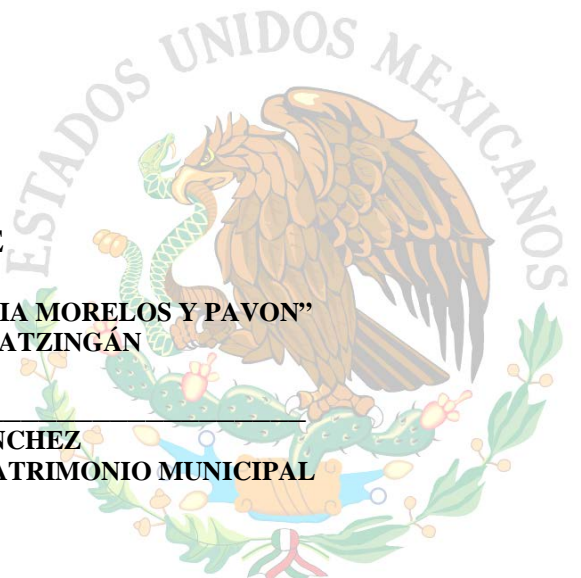 ESTADOS UNIDOS MEXICANOS
IA MORELOS Y PAVON”
ATZINGÁN
NCHEZ
ATRIMONIO MUNICIPAL